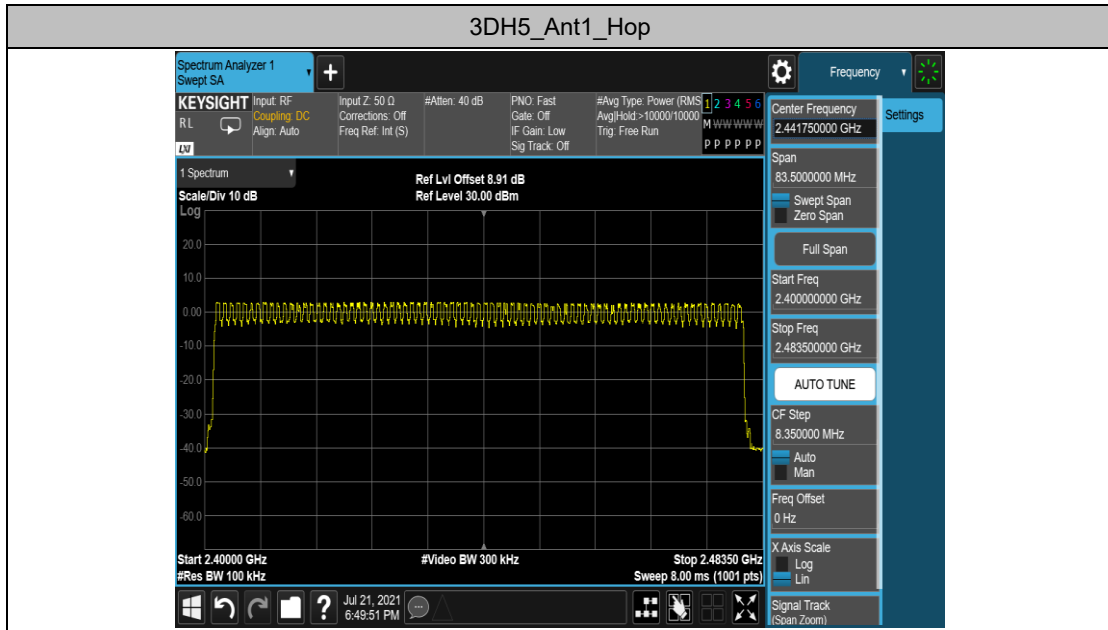 3DH5_Ant1_Hop
Spectrum Analyzer 1
Swept SA
Frequency
KEYSIGHT
RL
LXI
Input: RF
Coupling: DC
Align: Auto
Input Z: 50 Ω
Corrections: Off
Freq Ref: Int (S)
#Atten: 40 dB
PNO: Fast
Gate: Off
IF Gain: Low
Sig Track: Off
#Avg Type: Power (RMS
Avg|Hold:>10000/10000
Trig: Free Run
1 2 3 4 5 6
M W W W W W
P P P P P P
1 Spectrum
Scale/Div 10 dB
Ref Lvl Offset 8.91 dB
Ref Level 30.00 dBm
Log
20.0
10.0
0.00
-10.0
-20.0
-30.0
-40.0
-50.0
-60.0
Start 2.40000 GHz
#Res BW 100 kHz
#Video BW 300 kHz
Stop 2.48350 GHz
Sweep 8.00 ms (1001 pts)
Jul 21, 2021
6:49:51 PM
Center Frequency
2.441750000 GHz
Settings
Span
83.5000000 MHz
Swept Span
Zero Span
Full Span
Start Freq
2.400000000 GHz
Stop Freq
2.483500000 GHz
AUTO TUNE
CF Step
8.350000 MHz
Auto
Man
Freq Offset
0 Hz
X Axis Scale
Log
Lin
Signal Track
(Span Zoom)